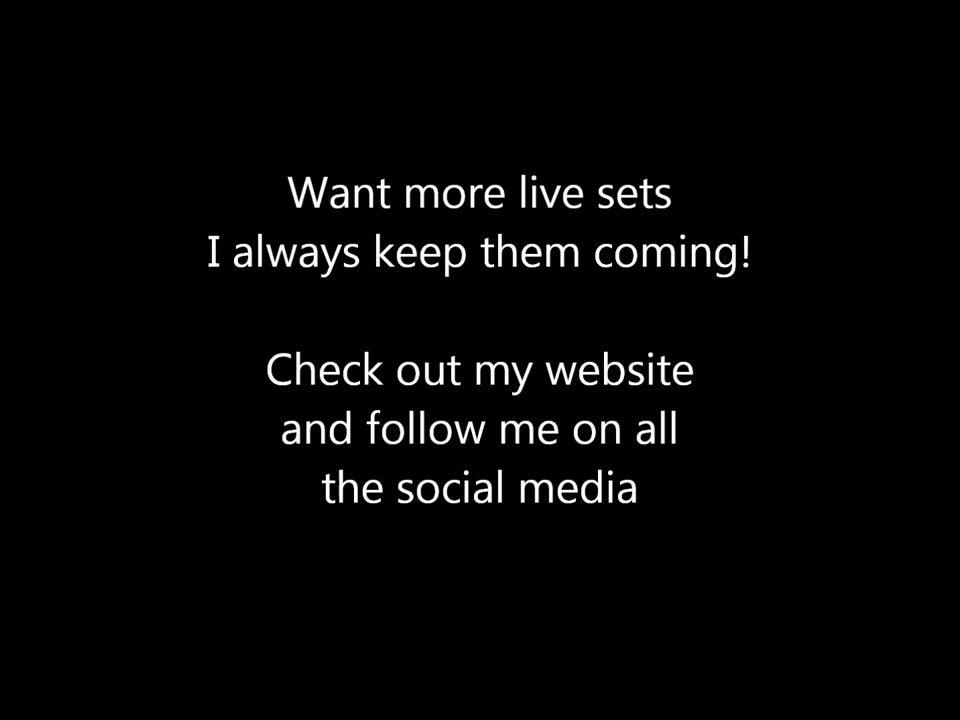 Want more live sets
I always keep them coming!
Check out my website
and follow me on all
the social media